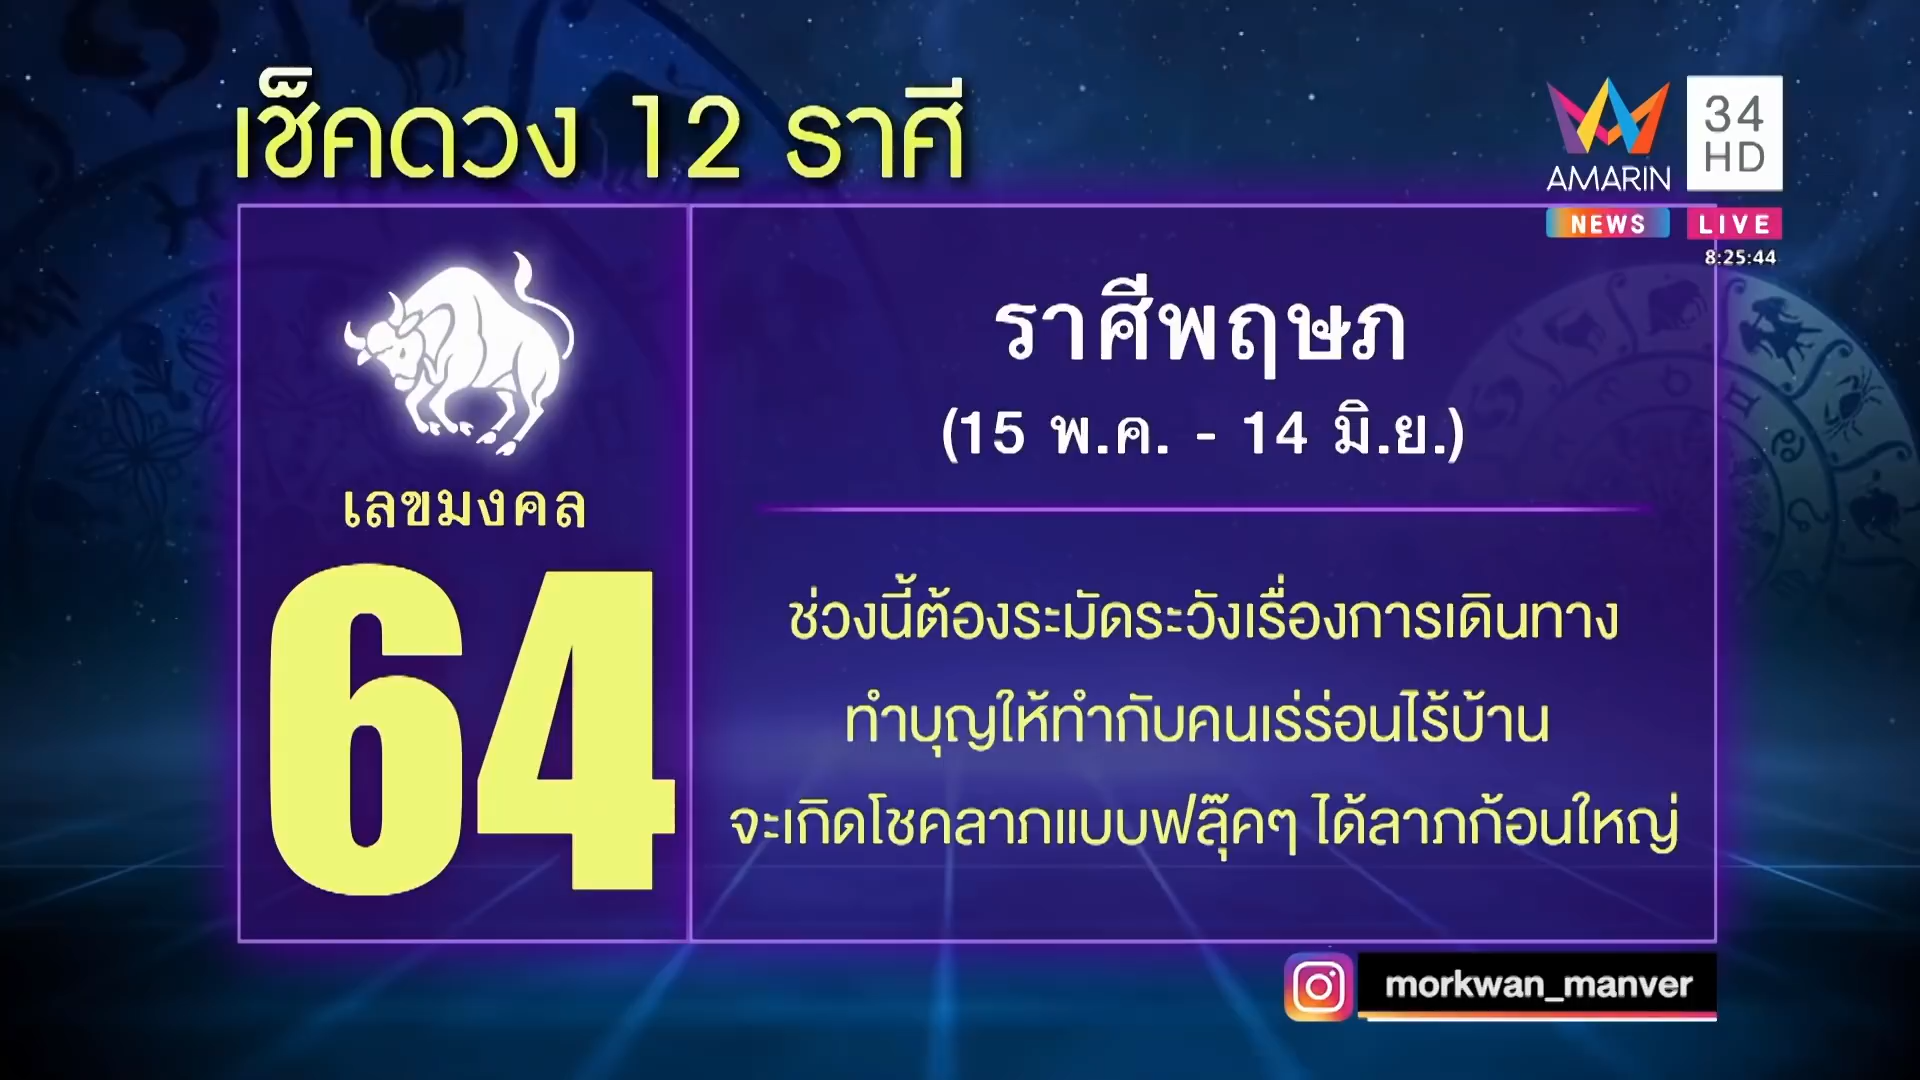 เช็คดวง 12 ราศี
AMARIN
34
HD
NEWS
LIVE
8:25:44
ราศีพฤษภ
(15 พ.ค. - 14 มิ.ย.)
เลขมงคล
64
ช่วงนี้ต้องระมัดระวังเรื่องการเดินทาง
ทำบุญให้ทำกับคนเร่ร่อนไร้บ้าน
จะเกิดโชคลาภแบบฟลุ๊คๆ ได้ลาภก้อนใหญ่
morkwan_manver